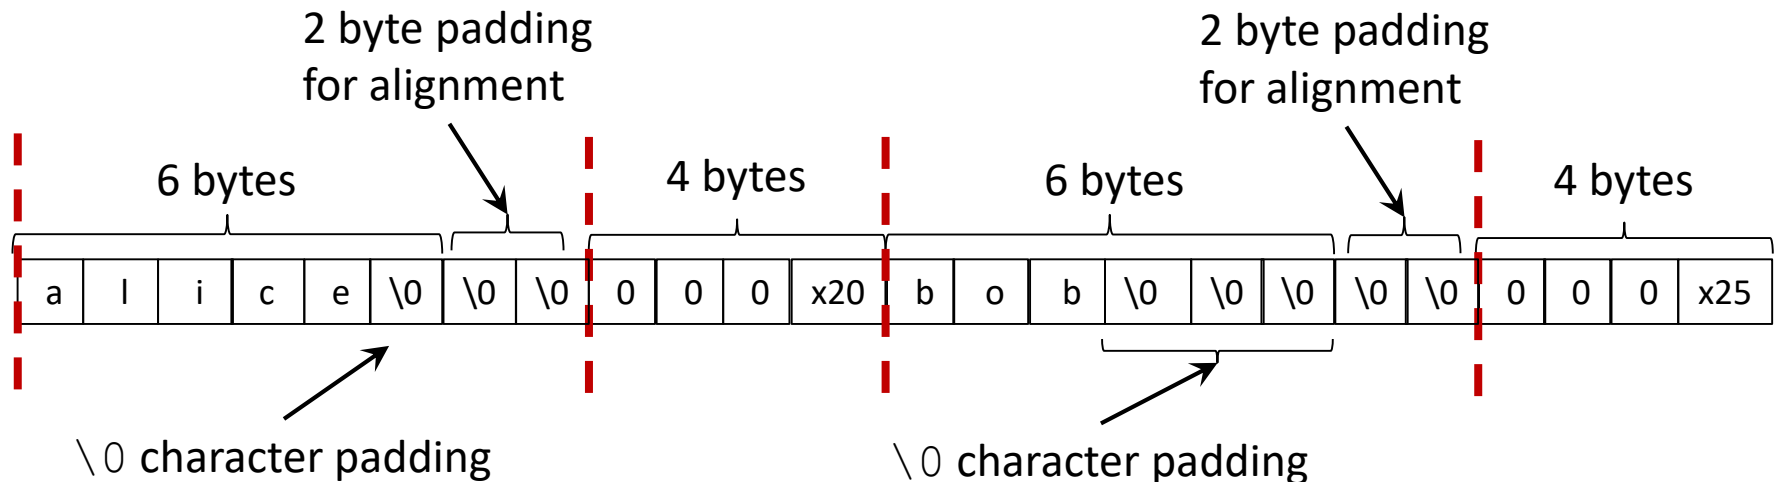 2 byte padding
for alignment
2 byte padding
for alignment
6 bytes
4 bytes
6 bytes
4 bytes
a l i c e \0 \0 \0 0 0 0 x20 b o b \0 \0 \0 \0 \0 0 0 0 x25
\0 character padding
\0 character padding